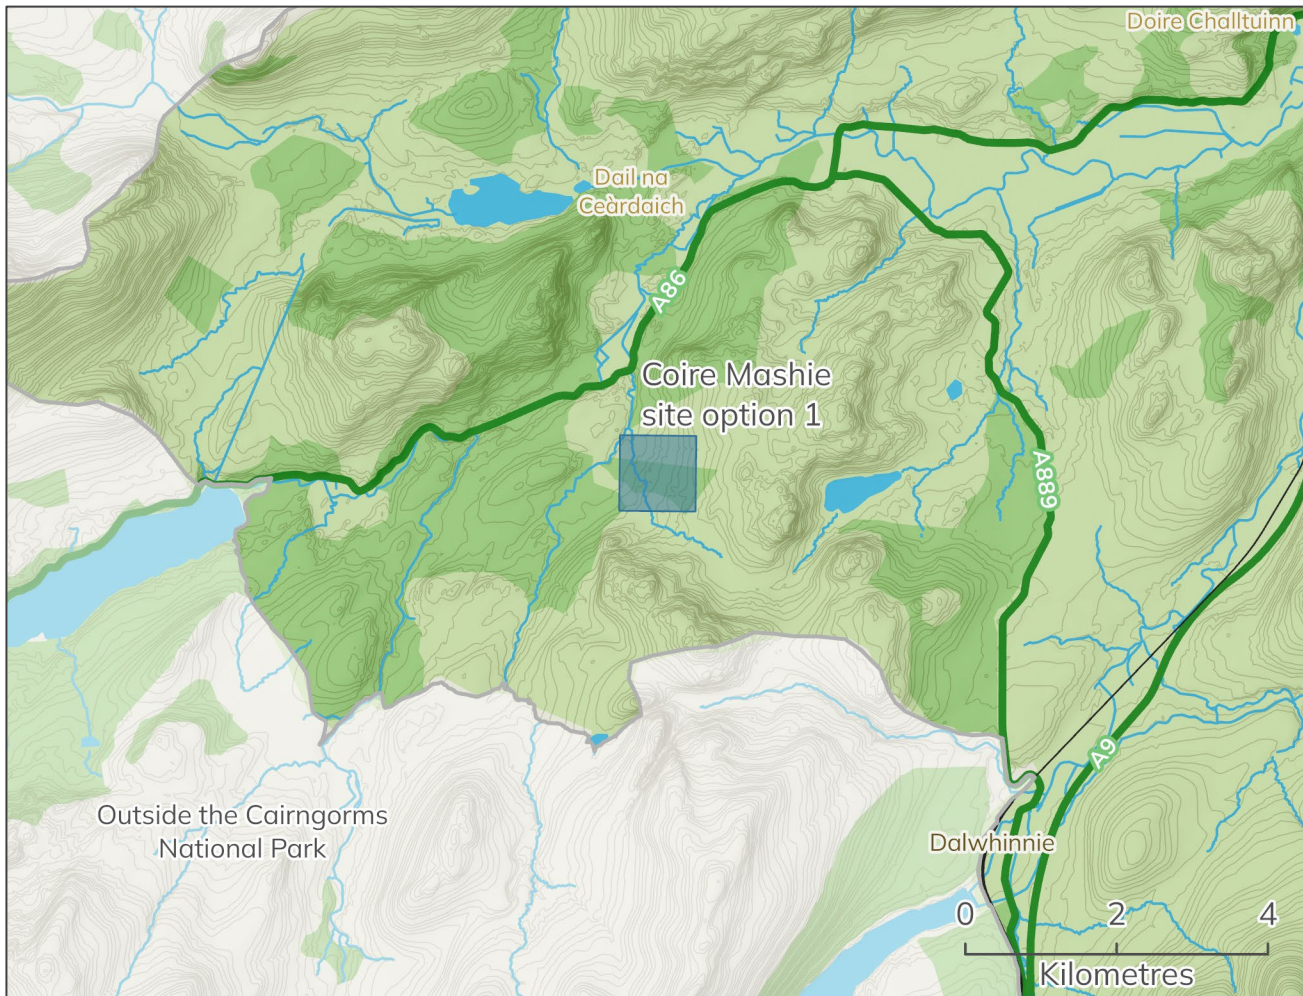 Doire Challtuinn
Dail na
Ceàrdaich
A86
Coire Mashie
site option 1
A889
A9
Outside the Cairngorms
National Park
Dalwhinnie
0 2 4
Kilometres